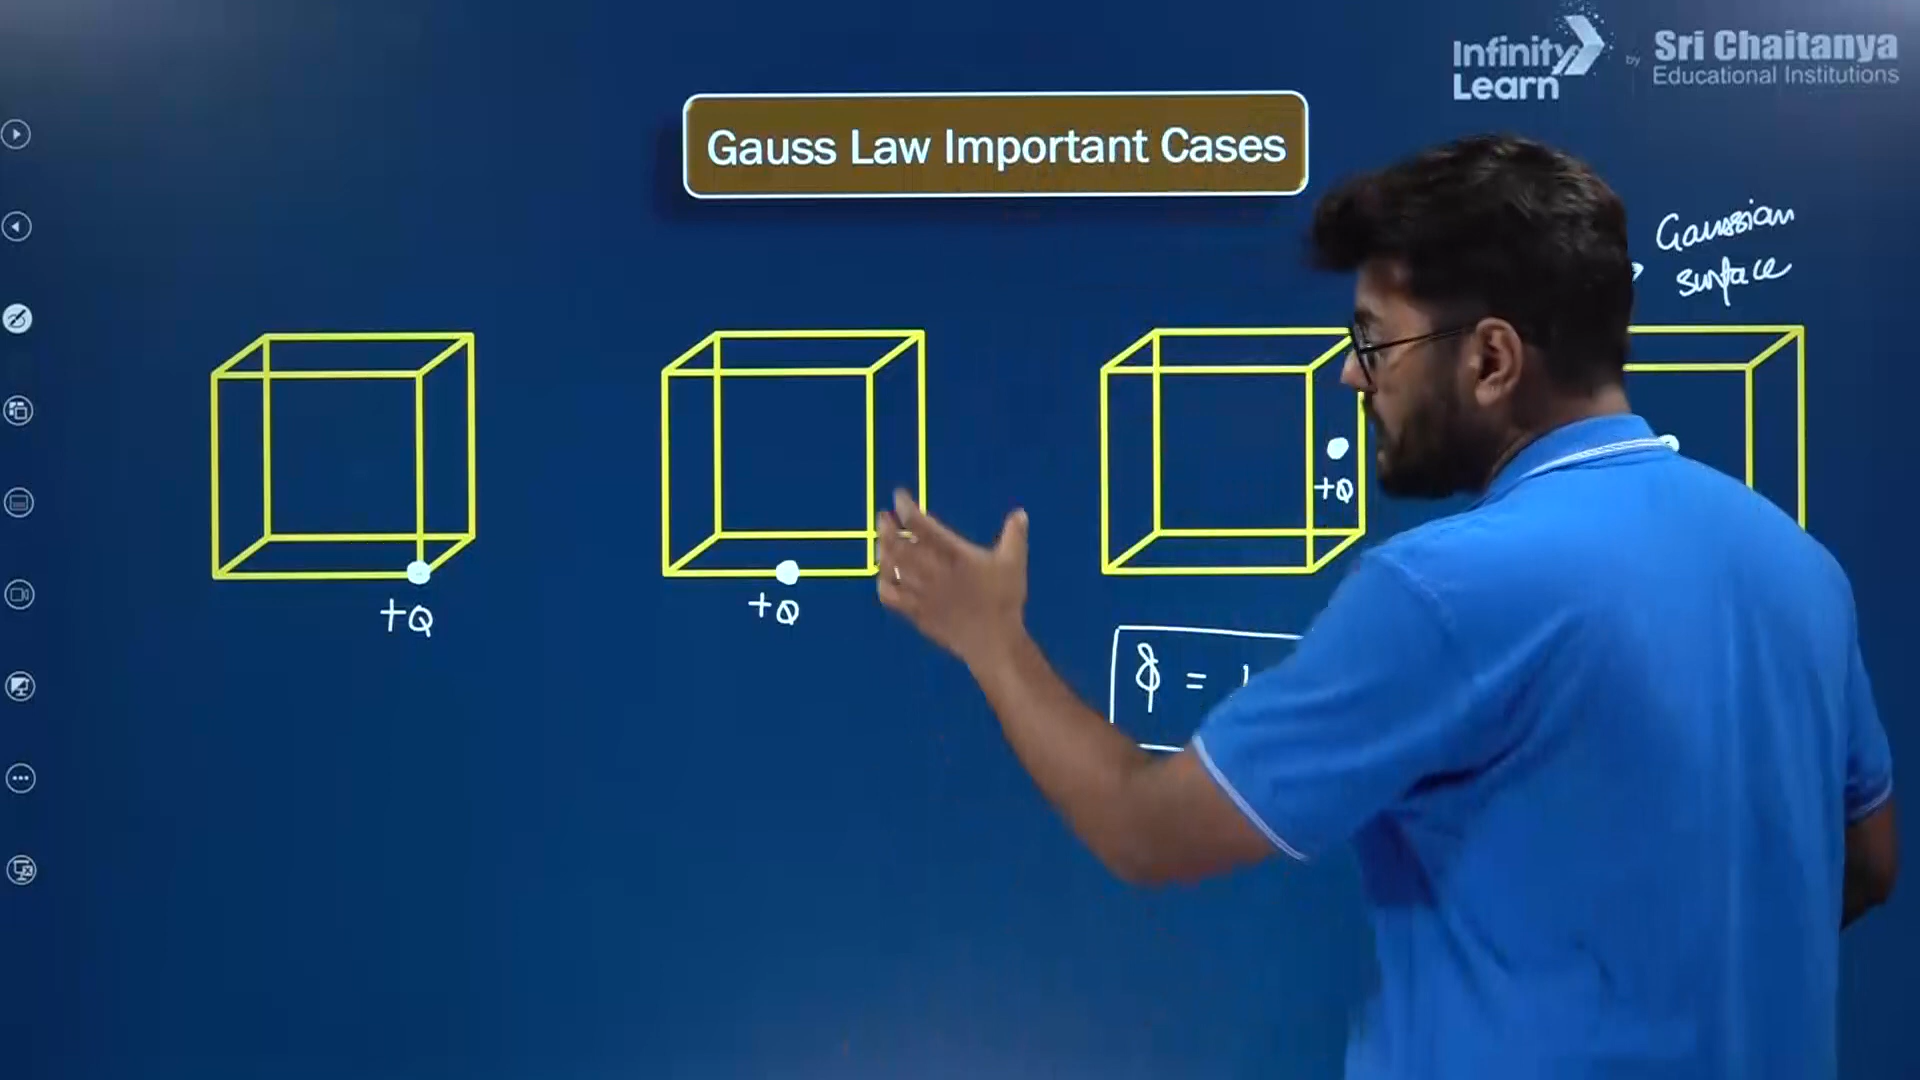 Infinity
Learn
by
Sri Chaitanya
Educational Institutions
Gauss Law Important Cases
Gaussian
surface
+Q
+Q
+Q
ϕ =